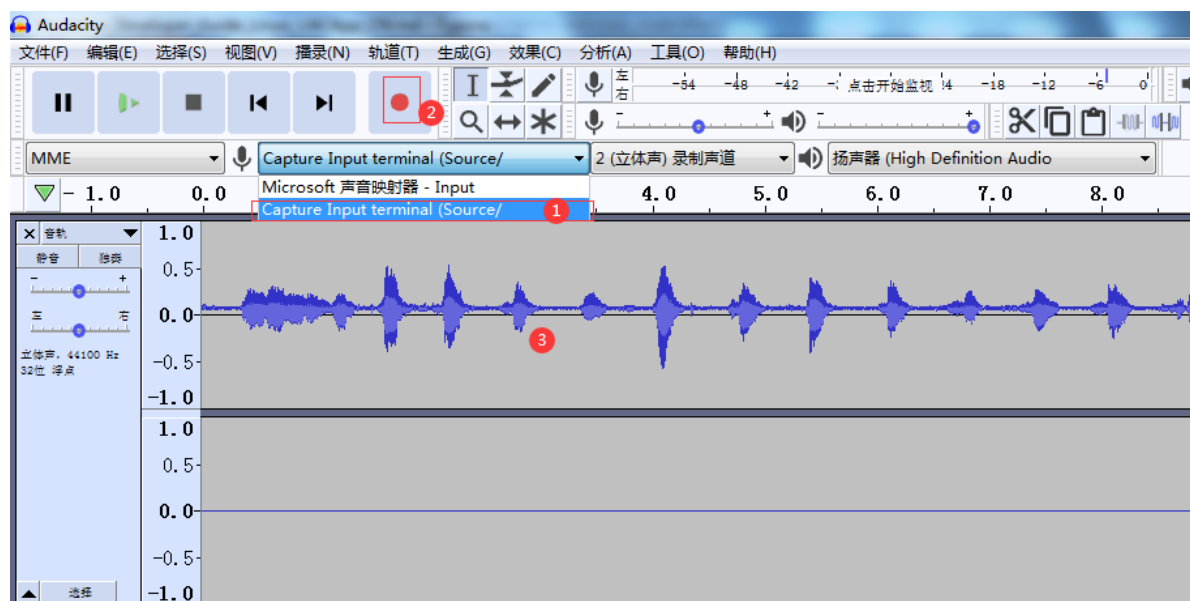 Audacity
文件(F) 编辑(E) 选择(S) 视图(V) 播录(N) 轨道(T) 生成(G) 效果(C) 分析(A) 工具(O) 帮助(H)
左 -54 -48 -42 -: 点击开始监视 !4 -18 -12 -6 0
右
2
MME Capture Input terminal (Source/ 2 (立体声) 录制声道 扬声器 (High Definition Audio
Microsoft 声音映射器 - Input
Capture Input terminal (Source/ 1
- 1.0 0.0 4.0 5.0 6.0 7.0 8.0
× 音轨 1.0
静音 独奏
- + 0.5
左 右 0.0
3
立体声, 44100 Hz
32位 浮点
-0.5
-1.0
1.0
0.5
0.0
-0.5
选择 -1.0